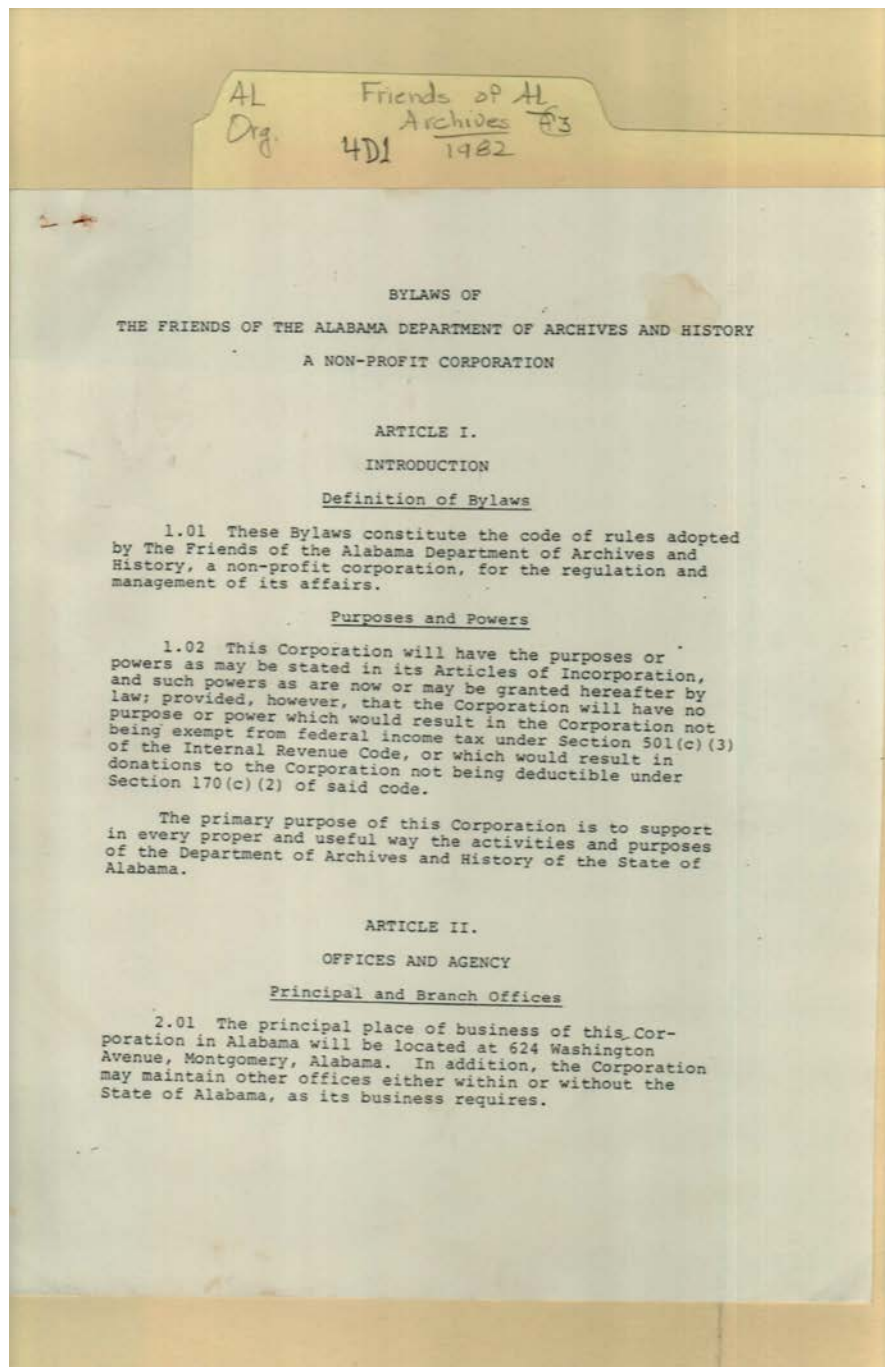 AL Friends of AL
Org. Archives #3
4D1 1982
BYLAWS OF
THE FRIENDS OF THE ALABAMA DEPARTMENT OF ARCHIVES AND HISTORY
A NON-PROFIT CORPORATION
ARTICLE I.
INTRODUCTION
Definition of Bylaws
1.01 These Bylaws constitute the code of rules adopted
by The Friends of the Alabama Department of Archives and
History, a non-profit corporation, for the regulation and
management of its affairs.
Purposes and Powers
1.02 This Corporation will have the purposes or
powers as may be stated in its Articles of Incorporation,
and such powers as are now or may be granted hereafter by
law; provided, however, that the Corporation will have no
purpose or power which would result in the Corporation not
being exempt from federal income tax under Section 501(c)(3)
of the Internal Revenue Code, or which would result in
donations to the Corporation not being deductible under
Section 170(c)(2) of said code.
The primary purpose of this Corporation is to support
in every proper and useful way the activities and purposes
of the Department of Archives and History of the State of
Alabama.
ARTICLE II.
OFFICES AND AGENCY
Principal and Branch Offices
2.01 The principal place of business of this Cor-
poration in Alabama will be located at 624 Washington
Avenue, Montgomery, Alabama. In addition, the Corporation
may maintain other offices either within or without the
State of Alabama, as its business requires.